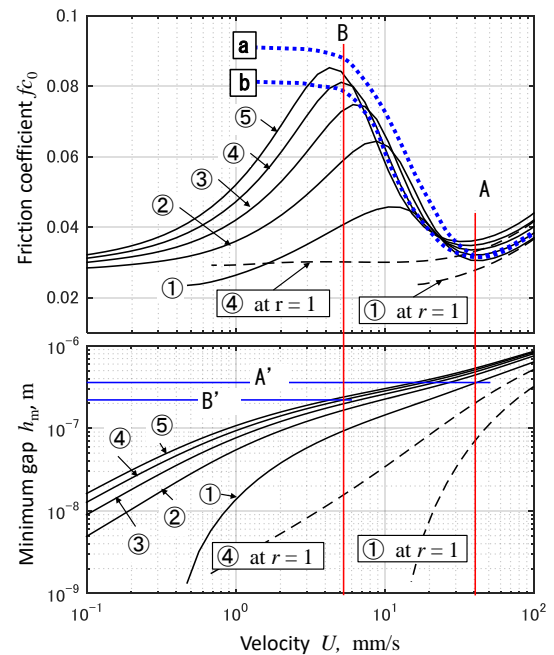 0.1
B
a
0.08
b
⑤
④
0.06
③
②
A
0.04
①
0.02
④ at r = 1
① at r = 1
Friction coefficient fc0
10^-6
A’
B’
10^-7
⑤
④
①
②
③
10^-8
④ at r = 1
① at r = 1
10^-9
Minimum gap hm, m
10^-1
10^0
10^1
10^2
Velocity U, mm/s